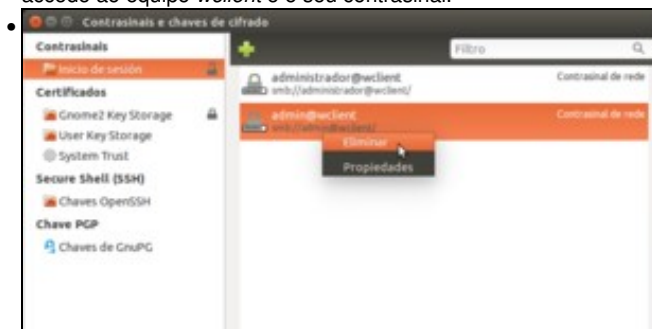 acceso ao equipo wclient e o seu contrasinal.
Contrasinais e chaves de cifrado
Contrasinais
Inicio de sesión
Certificados
Gnome2 Key Storage
User Key Storage
System Trust
Secure Shell (SSH)
Chaves OpenSSH
Chave PGP
Chaves de GnuPG
Filtro
administrador@wclient
Contrasinal de rede
smb://administrador@wclient/
admin@wclient
Contrasinal de rede
smb://admin@wclient/
Eliminar
Propiedades